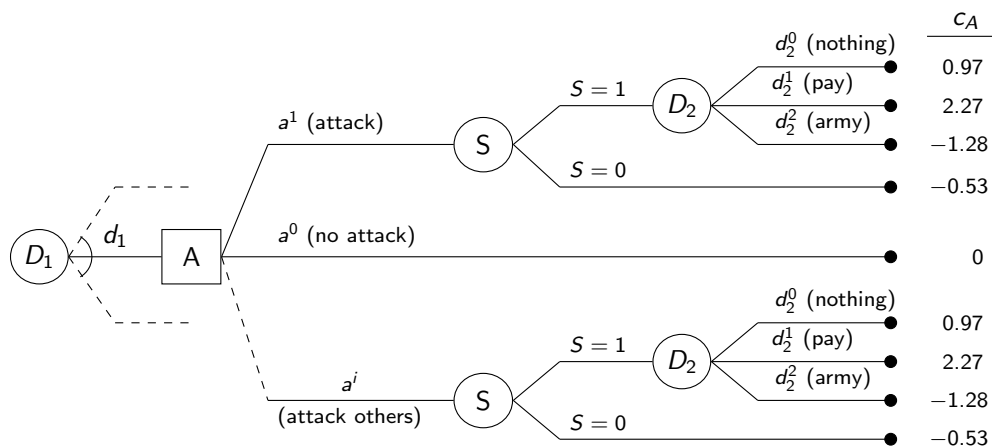 c_A
d_2^0 (nothing)
0.97
S = 1
D_2
d_2^1 (pay)
2.27
a^1 (attack)
S
d_2^2 (army)
−1.28
S = 0
−0.53
D_1
d_1
A
a^0 (no attack)
0
d_2^0 (nothing)
0.97
S = 1
D_2
d_2^1 (pay)
2.27
a^i
(attack others)
S
d_2^2 (army)
−1.28
S = 0
−0.53